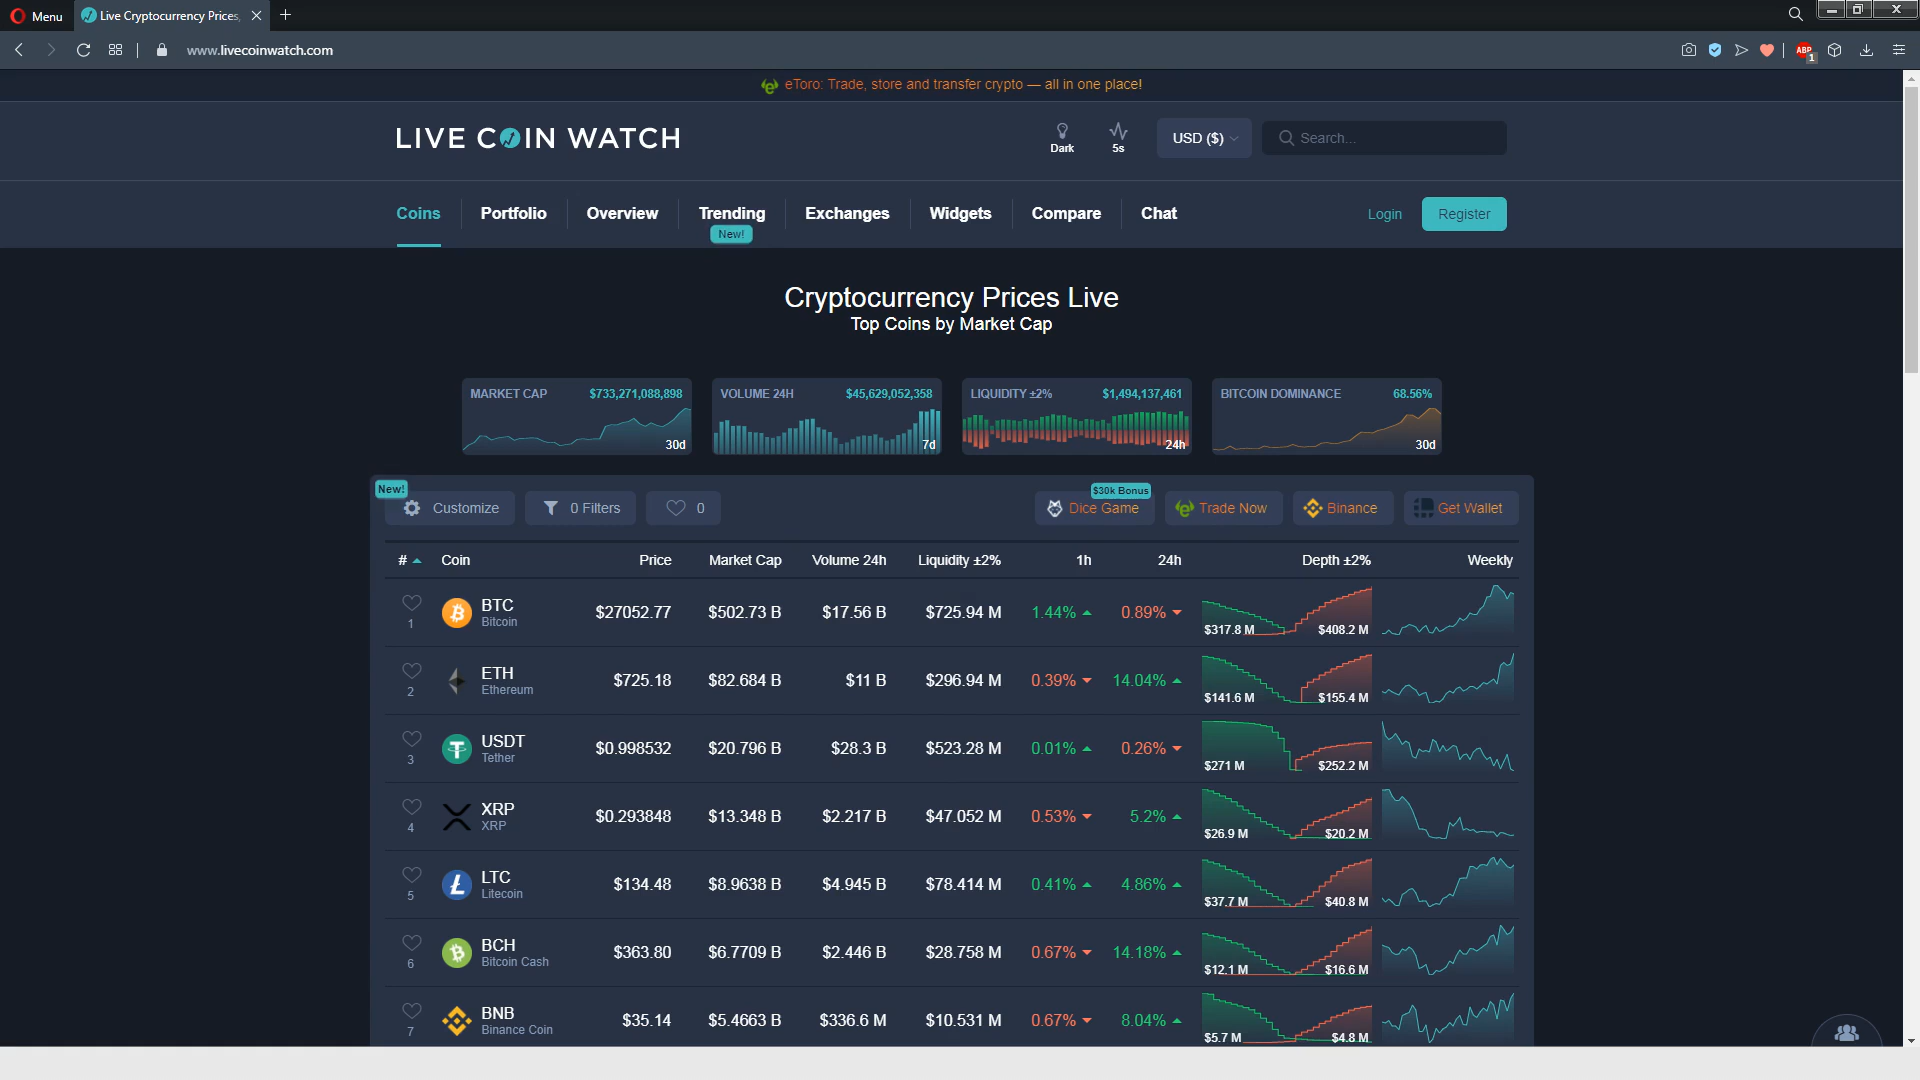 Menu
Live Cryptocurrency Prices,
www.livecoinwatch.com
ABP
1
eToro: Trade, store and transfer crypto — all in one place!
LIVE COIN WATCH
Dark
5s
USD ($)
Search...
Coins
Portfolio
Overview
Trending
Exchanges
Widgets
Compare
Chat
Login
Register
New!
Cryptocurrency Prices Live
Top Coins by Market Cap
MARKET CAP $733,271,088,898
30d
VOLUME 24H $45,629,052,358
7d
LIQUIDITY ±2% $1,494,137,461
24h
BITCOIN DOMINANCE 68.56%
30d
New!
Customize
0 Filters
0
$30k Bonus
Dice Game
Trade Now
Binance
Get Wallet
# Coin Price Market Cap Volume 24h Liquidity ±2% 1h 24h Depth ±2% Weekly
1 BTC Bitcoin $27052.77 $502.73 B $17.56 B $725.94 M 1.44% 0.89% $317.8 M $408.2 M
2 ETH Ethereum $725.18 $82.684 B $11 B $296.94 M 0.39% 14.04% $141.6 M $155.4 M
3 USDT Tether $0.998532 $20.796 B $28.3 B $523.28 M 0.01% 0.26% $271 M $252.2 M
4 XRP XRP $0.293848 $13.348 B $2.217 B $47.052 M 0.53% 5.2% $26.9 M $20.2 M
5 LTC Litecoin $134.48 $8.9638 B $4.945 B $78.414 M 0.41% 4.86% $37.7 M $40.8 M
6 BCH Bitcoin Cash $363.80 $6.7709 B $2.446 B $28.758 M 0.67% 14.18% $12.1 M $16.6 M
7 BNB Binance Coin $35.14 $5.4663 B $336.6 M $10.531 M 0.67% 8.04% $5.7 M $4.8 M